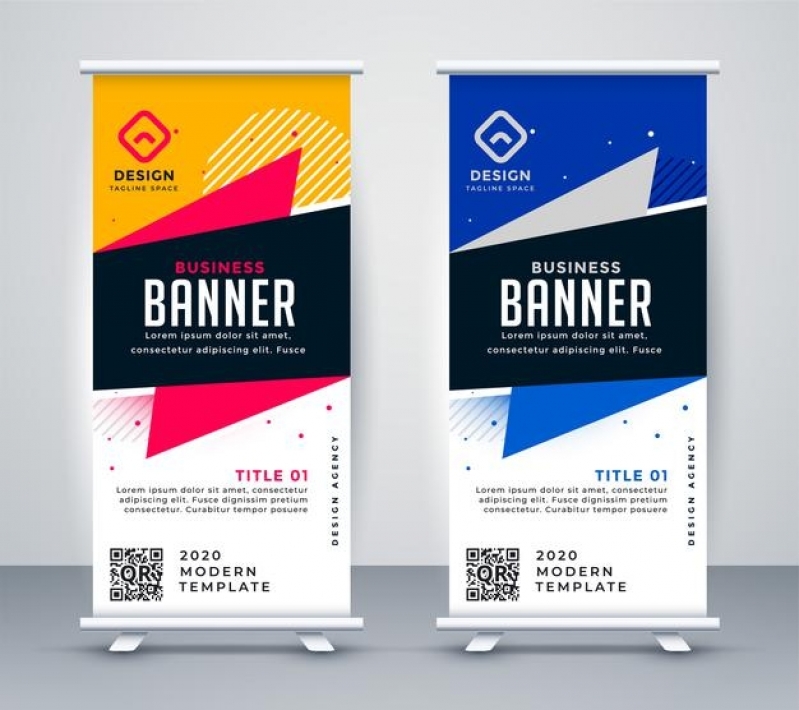 DESIGN
TAGLINE SPACE
BUSINESS
BANNER
Lorem ipsum dolor sit amet,
consectetur adipiscing elit. Fusce
TITLE 01
Lorem ipsum dolor sit amet, consectetur
adipiscing elit. Fusce dignissim pretium
consectetur. Curabitur tempor posuere
DESIGN AGENCY
QR
2020
MODERN
TEMPLATE
DESIGN
TAGLINE SPACE
BUSINESS
BANNER
Lorem ipsum dolor sit amet,
consectetur adipiscing elit. Fusce
TITLE 01
Lorem ipsum dolor sit amet, consectetur
adipiscing elit. Fusce dignissim pretium
consectetur. Curabitur tempor posuere
DESIGN AGENCY
QR
2020
MODERN
TEMPLATE